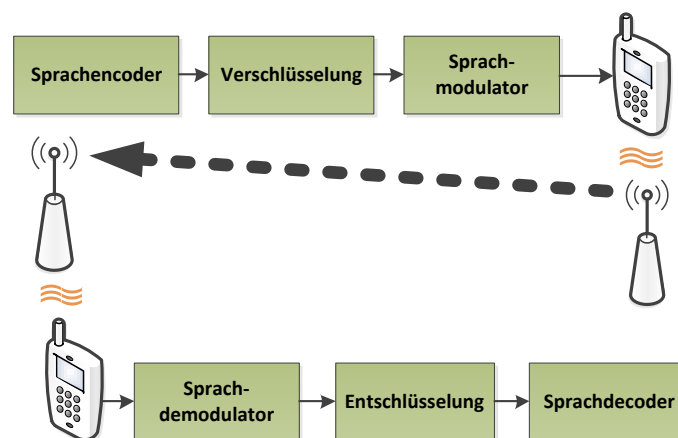 Sprachencoder
Verschlüsselung
Sprach-
modulator
Sprach-
demodulator
Entschlüsselung
Sprachdecoder